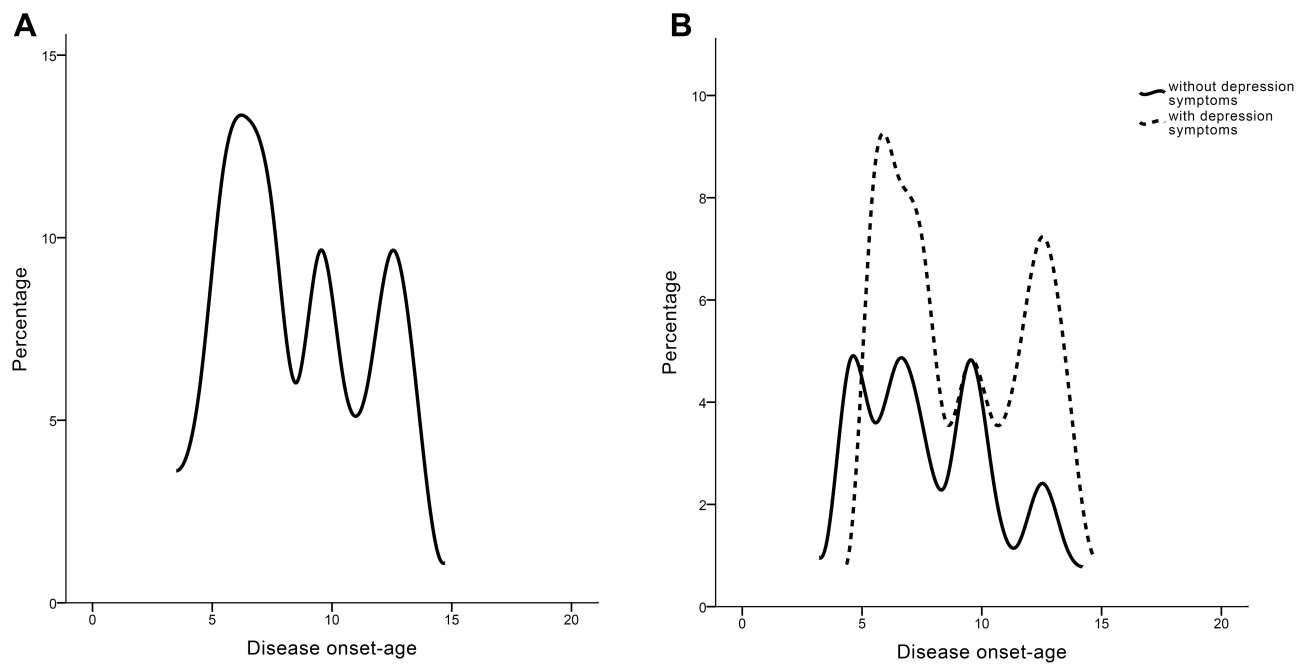 A
15
10
5
0
0 5 10 15 20
Percentage
Disease onset-age
B
10
8
6
4
2
0
0 5 10 15 20
Percentage
Disease onset-age
without depression
symptoms
with depression
symptoms